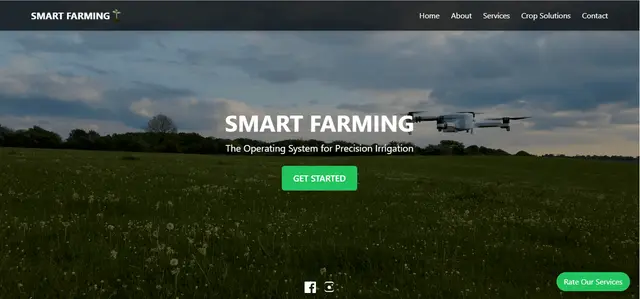 SMART FARMING
Home About Services Crop Solutions Contact
SMART FARMING
The Operating System for Precision Irrigation
GET STARTED
Rate Our Services